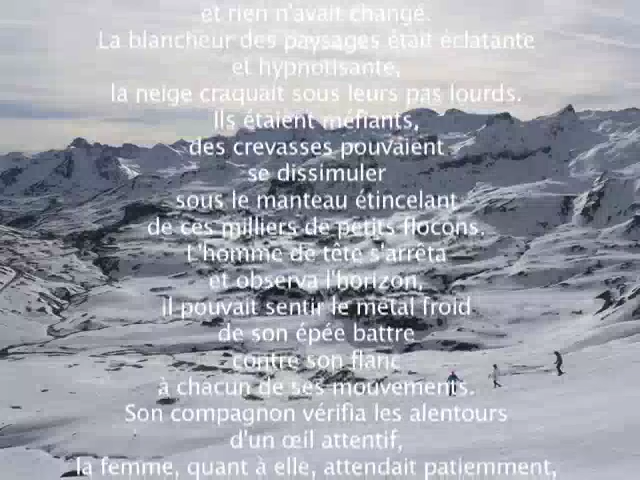 et rien n'avait changé.
La blancheur des paysages était éclatante
et hypnotisante,
la neige craquait sous leurs pas lourds.
Ils étaient méfiants,
des crevasses pouvaient
se dissimuler
sous le manteau étincelant
de ces milliers de petits flocons.
L'homme de tête s'arrêta
et observa l'horizon,
il pouvait sentir le métal froid
de son épée battre
contre son flanc
à chacun de ses mouvements.
Son compagnon vérifia les alentours
d'un œil attentif,
la femme, quant à elle, attendait patiemment,